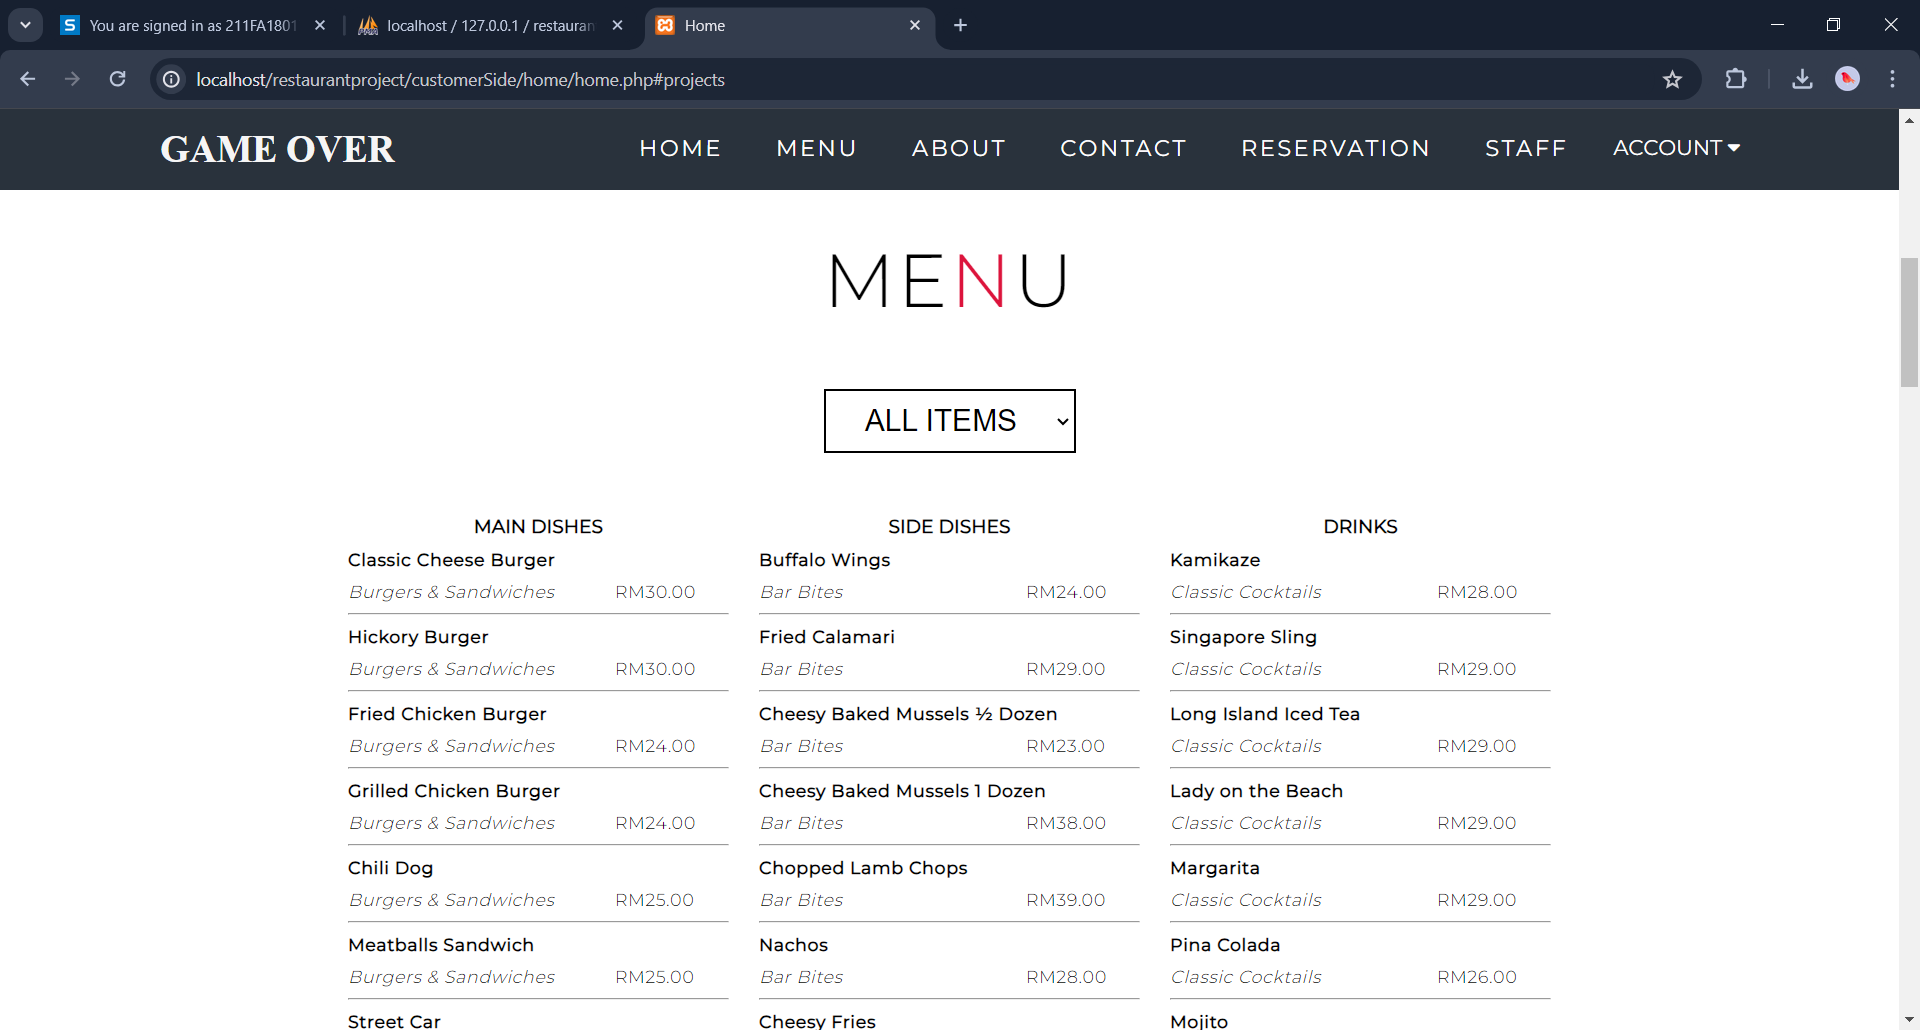 You are signed in as 211FA1801
localhost / 127.0.0.1 / restauran
Home
localhost/restaurantproject/customerSide/home/home.php#projects
GAME OVER
HOME MENU ABOUT CONTACT RESERVATION STAFF ACCOUNT
MENU
ALL ITEMS
MAIN DISHES
Classic Cheese Burger
Burgers & Sandwiches RM30.00
Hickory Burger
Burgers & Sandwiches RM30.00
Fried Chicken Burger
Burgers & Sandwiches RM24.00
Grilled Chicken Burger
Burgers & Sandwiches RM24.00
Chili Dog
Burgers & Sandwiches RM25.00
Meatballs Sandwich
Burgers & Sandwiches RM25.00
Street Car
SIDE DISHES
Buffalo Wings
Bar Bites RM24.00
Fried Calamari
Bar Bites RM29.00
Cheesy Baked Mussels ½ Dozen
Bar Bites RM23.00
Cheesy Baked Mussels 1 Dozen
Bar Bites RM38.00
Chopped Lamb Chops
Bar Bites RM39.00
Nachos
Bar Bites RM28.00
Cheesy Fries
DRINKS
Kamikaze
Classic Cocktails RM28.00
Singapore Sling
Classic Cocktails RM29.00
Long Island Iced Tea
Classic Cocktails RM29.00
Lady on the Beach
Classic Cocktails RM29.00
Margarita
Classic Cocktails RM29.00
Pina Colada
Classic Cocktails RM26.00
Mojito